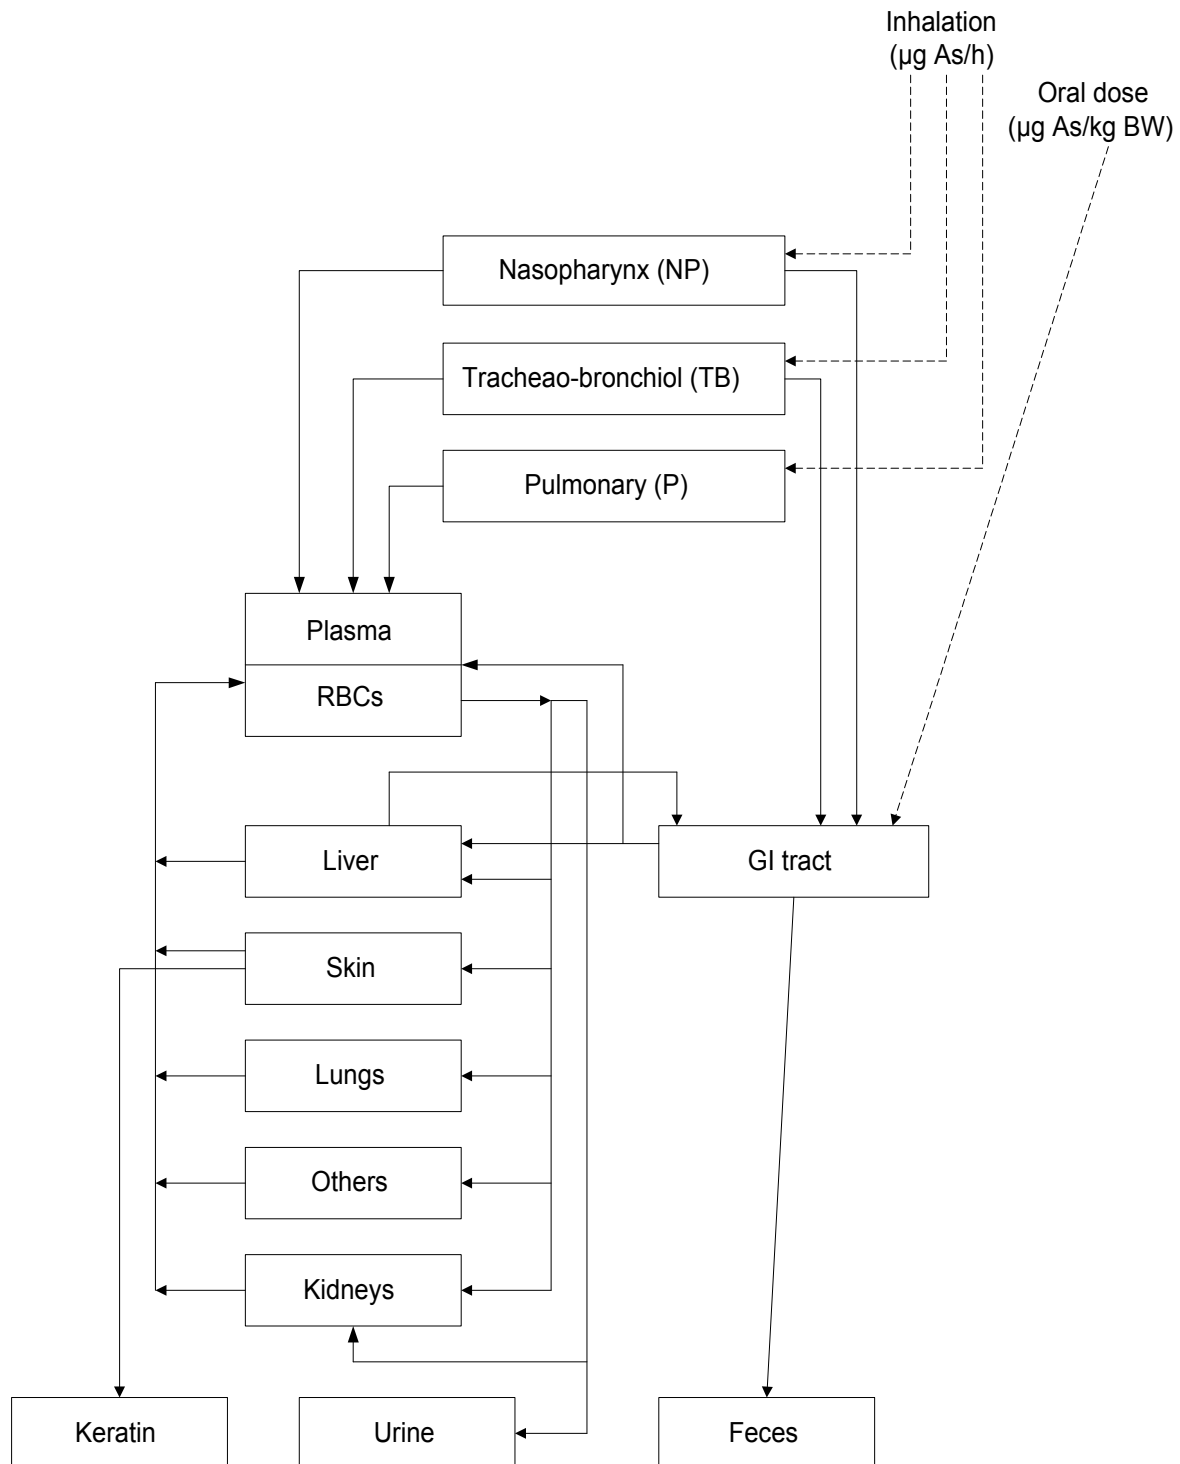 Inhalation
(µg As/h)
Oral dose
(µg As/kg BW)
Nasopharynx (NP)
Tracheao-bronchiol (TB)
Pulmonary (P)
Plasma
RBCs
Liver
GI tract
Skin
Lungs
Others
Kidneys
Keratin
Urine
Feces